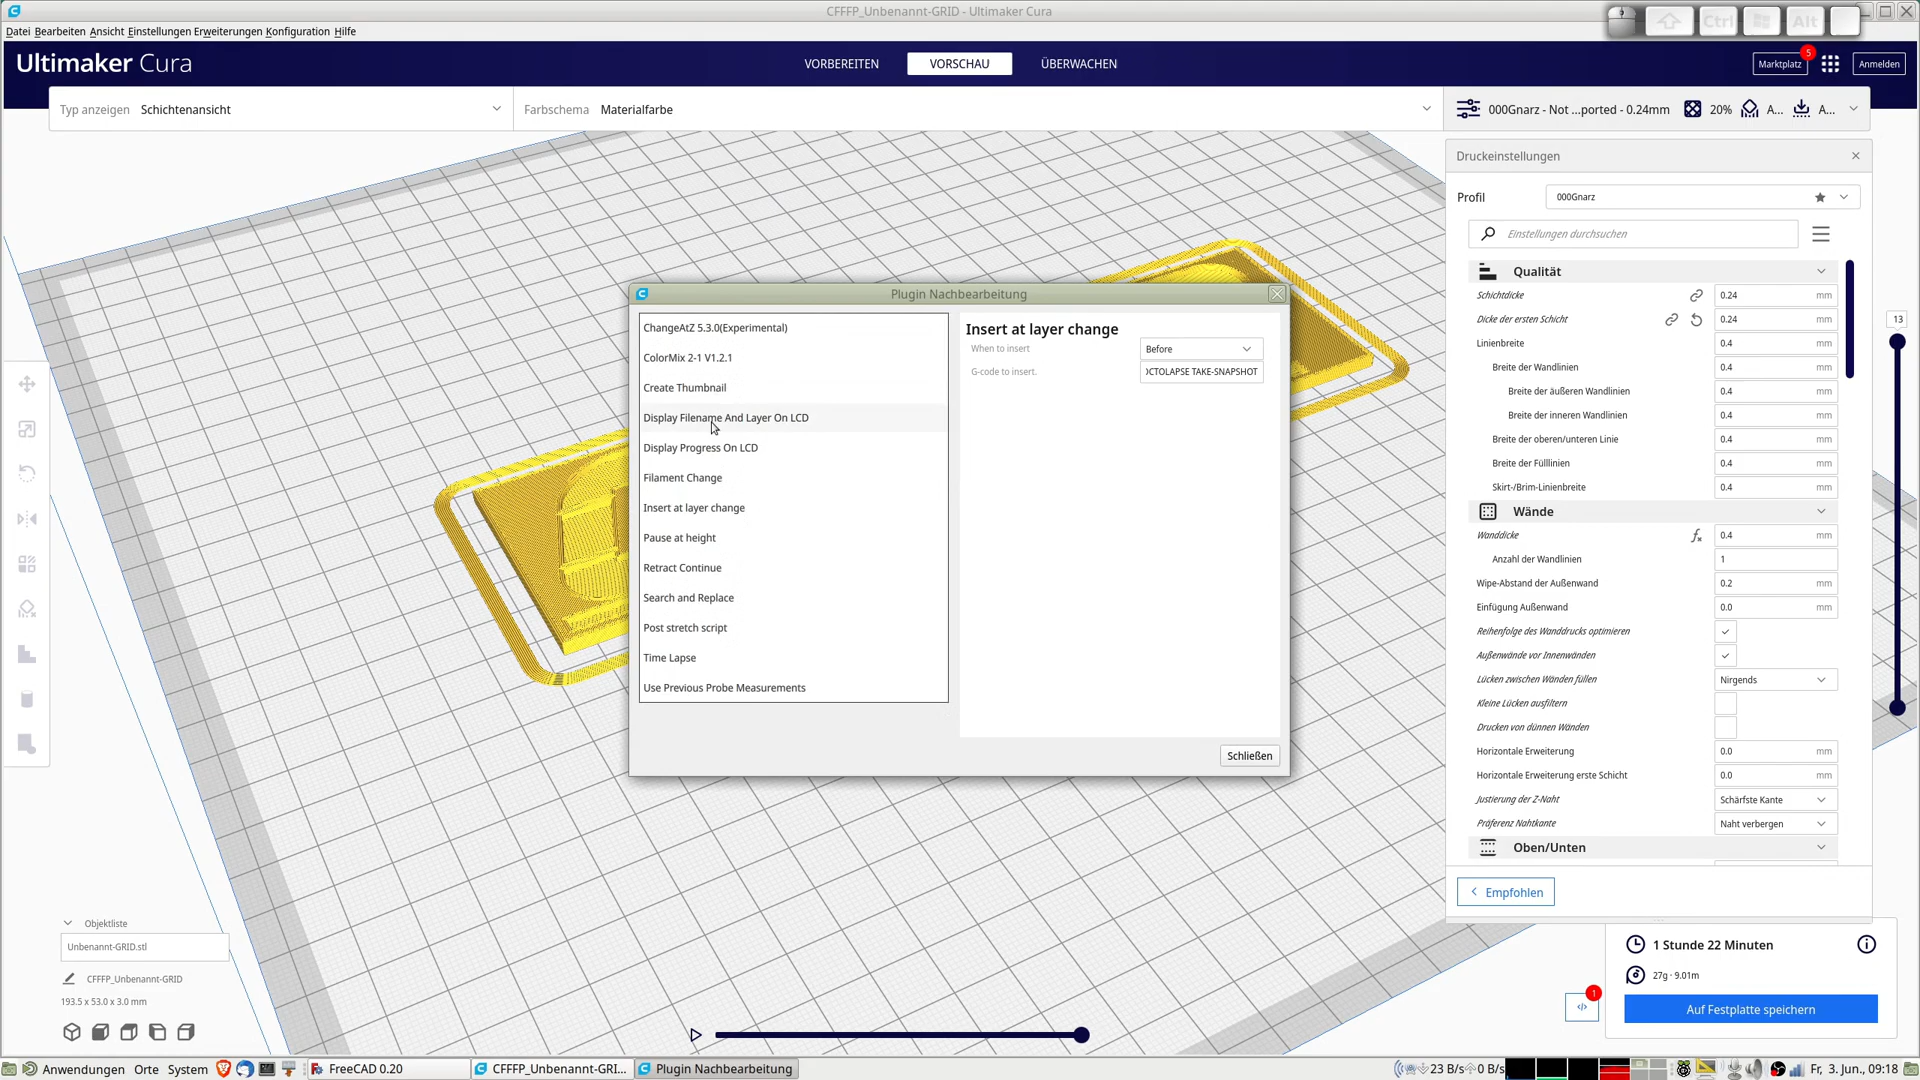 CFFFP_Unbenannt-GRID - Ultimaker Cura
Ctrl
Alt
Datei Bearbeiten Ansicht Einstellungen Erweiterungen Konfiguration Hilfe
Ultimaker Cura
VORBEREITEN
VORSCHAU
ÜBERWACHEN
Marktplatz
5
Anmelden
Typ anzeigen Schichtenansicht
Farbschema Materialfarbe
000Gnarz - Not ...ported - 0.24mm
20%
A...
A...
Druckeinstellungen
Profil
000Gnarz
Einstellungen durchsuchen
Qualität
Schichtdicke 0.24 mm
Dicke der ersten Schicht 0.24 mm
Linienbreite 0.4 mm
Breite der Wandlinien 0.4 mm
Breite der äußeren Wandlinien 0.4 mm
Breite der inneren Wandlinien 0.4 mm
Breite der oberen/unteren Linie 0.4 mm
Breite der Fülllinien 0.4 mm
Skirt-/Brim-Linienbreite 0.4 mm
Wände
Wanddicke 0.4 mm
Anzahl der Wandlinien 1
Wipe-Abstand der Außenwand 0.2 mm
Einfügung Außenwand 0.0 mm
Reihenfolge des Wanddrucks optimieren
Außenwände vor Innenwänden
Lücken zwischen Wänden füllen Nirgends
Kleine Lücken ausfiltern
Drucken von dünnen Wänden
Horizontale Erweiterung 0.0 mm
Horizontale Erweiterung erste Schicht 0.0 mm
Justierung der Z-Naht Schärfste Kante
Präferenz Nahtkante Naht verbergen
Oben/Unten
Empfohlen
13
Plugin Nachbearbeitung
ChangeAtZ 5.3.0(Experimental)
ColorMix 2-1 V1.2.1
Create Thumbnail
Display Filename And Layer On LCD
Display Progress On LCD
Filament Change
Insert at layer change
Pause at height
Retract Continue
Search and Replace
Post stretch script
Time Lapse
Use Previous Probe Measurements
Insert at layer change
When to insert Before
G-code to insert. OCTOLAPSE TAKE-SNAPSHOT
Schließen
Objektliste
Unbenannt-GRID.stl
CFFFP_Unbenannt-GRID
193.5 x 53.0 x 3.0 mm
1 Stunde 22 Minuten
27g · 9.01m
1
Auf Festplatte speichern
Anwendungen Orte System
FreeCAD 0.20
CFFFP_Unbenannt-GRI...
Plugin Nachbearbeitung
23 B/s
0 B/s
Fr, 3. Jun., 09:18